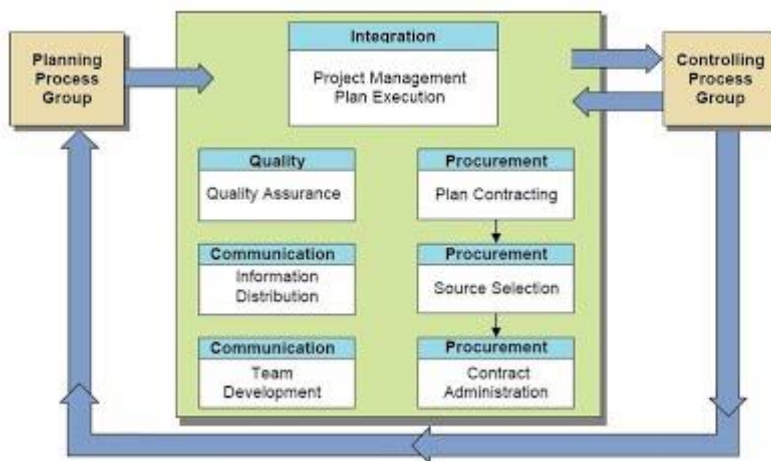 Planning
Process
Group
Integration
Project Management
Plan Execution
Controlling
Process
Group
Quality
Quality Assurance
Procurement
Plan Contracting
Communication
Information
Distribution
Procurement
Source Selection
Communication
Team
Development
Procurement
Contract
Administration